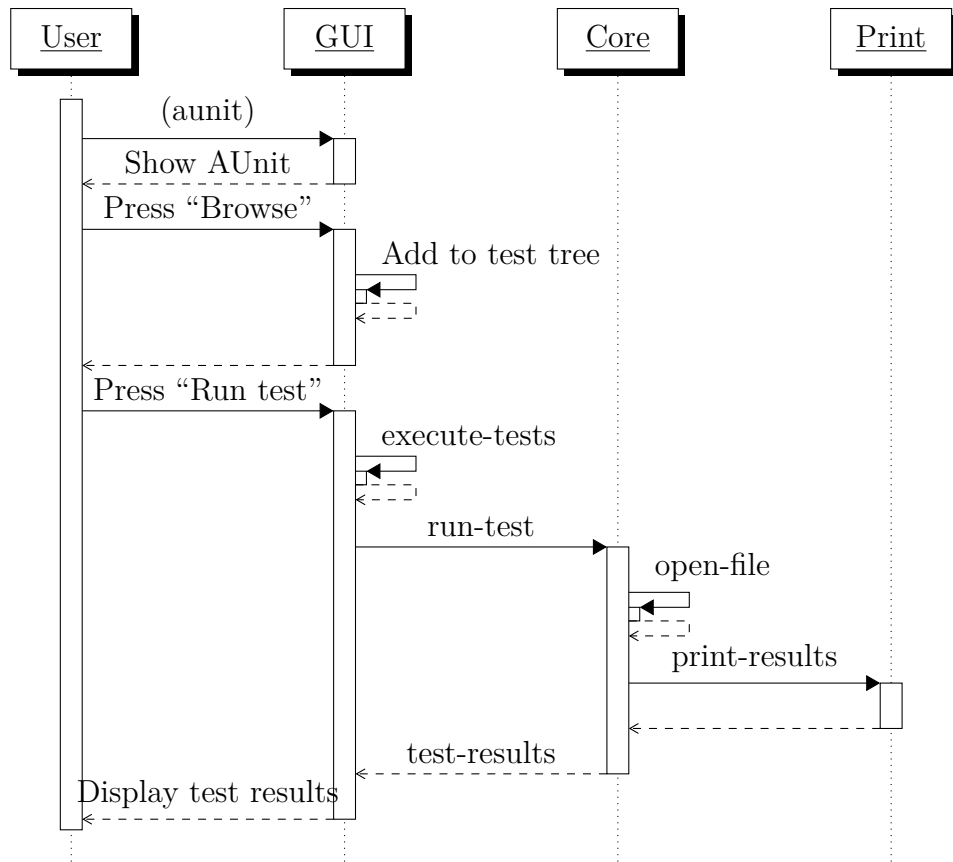 User
GUI
Core
Print
(aunit)
Show AUnit
Press “Browse”
Add to test tree
Press “Run test”
execute-tests
run-test
open-file
print-results
test-results
Display test results